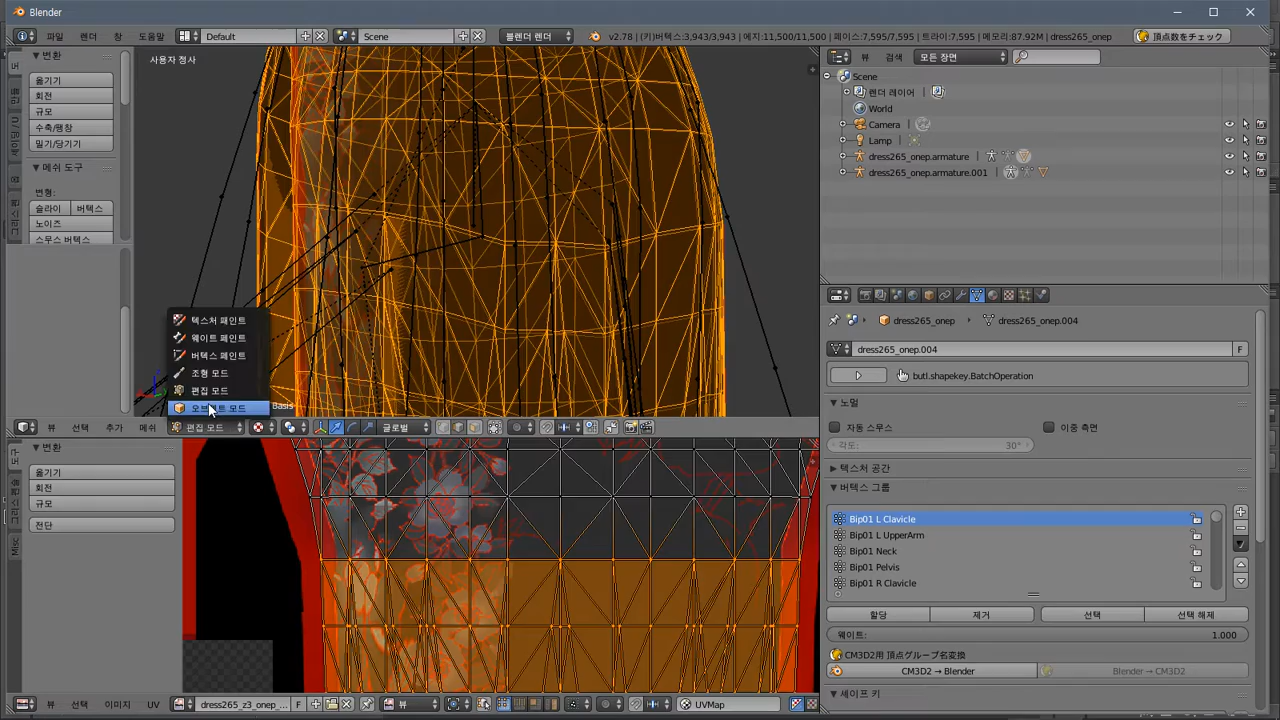 Blender
파일 렌더 창 도움말 Default Scene 블렌더 렌더 v2.78 | (키)버텍스:3,943/3,943 | 에지:11,500/11,500 | 페이스:7,595/7,595 | 트라이:7,595 | 메모리:87.92M | dress265_onep 頂点数をチェック
변환
옮기기
회전
규모
수축/팽창
밀기/당기기
메쉬 도구
변형:
슬라이 버텍스
노이즈
스무스 버텍스
사용자 정사
텍스처 페인트
웨이트 페인트
버텍스 페인트
조형 모드
편집 모드
오브젝트 모드
Basis
뷰 선택 추가 메쉬 편집 모드 글로벌
변환
옮기기
회전
규모
전단
Misc
뷰 선택 이미지 UV dress265_z3_onep_... F 뷰 UVMap
뷰 검색 모든 장면
Scene
렌더 레이어
World
Camera
Lamp
dress265_onep.armature
dress265_onep.armature.001
dress265_onep dress265_onep.004
dress265_onep.004 F
butl.shapekey.BatchOperation
노멀
자동 스무스 이중 측면
각도: 30°
텍스처 공간
버텍스 그룹
Bip01 L Clavicle
Bip01 L UpperArm
Bip01 Neck
Bip01 Pelvis
Bip01 R Clavicle
할당 제거 선택 선택 해제
웨이트: 1.000
CM3D2用 頂点グループ名変換
CM3D2 → Blender Blender → CM3D2
셰이프 키